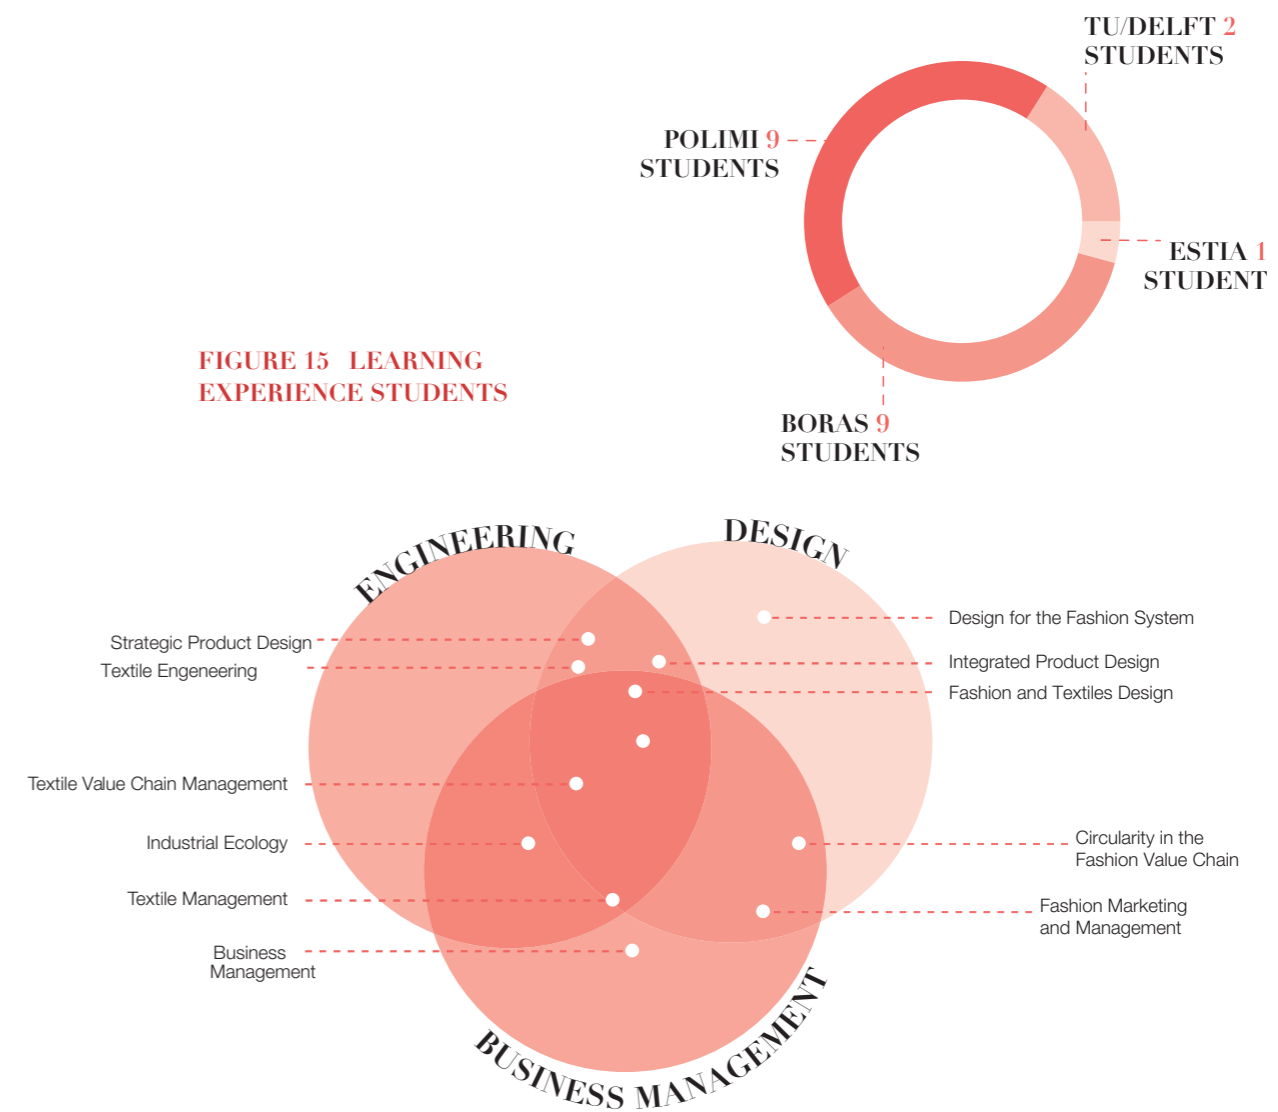 TU/DELFT 2
STUDENTS
POLIMI 9
STUDENTS
ESTIA 1
STUDENT
FIGURE 15 LEARNING
EXPERIENCE STUDENTS
BORAS 9
STUDENTS
ENGINEERING
DESIGN
Strategic Product Design
Textile Engeneering
Textile Value Chain Management
Industrial Ecology
Textile Management
Business
Management
Design for the Fashion System
Integrated Product Design
Fashion and Textiles Design
Circularity in the
Fashion Value Chain
Fashion Marketing
and Management
BUSINESS MANAGEMENT